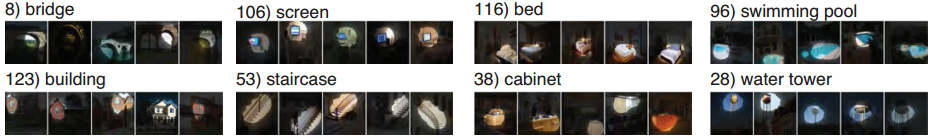 8) bridge
106) screen
116) bed
96) swimming pool
123) building
53) staircase
38) cabinet
28) water tower